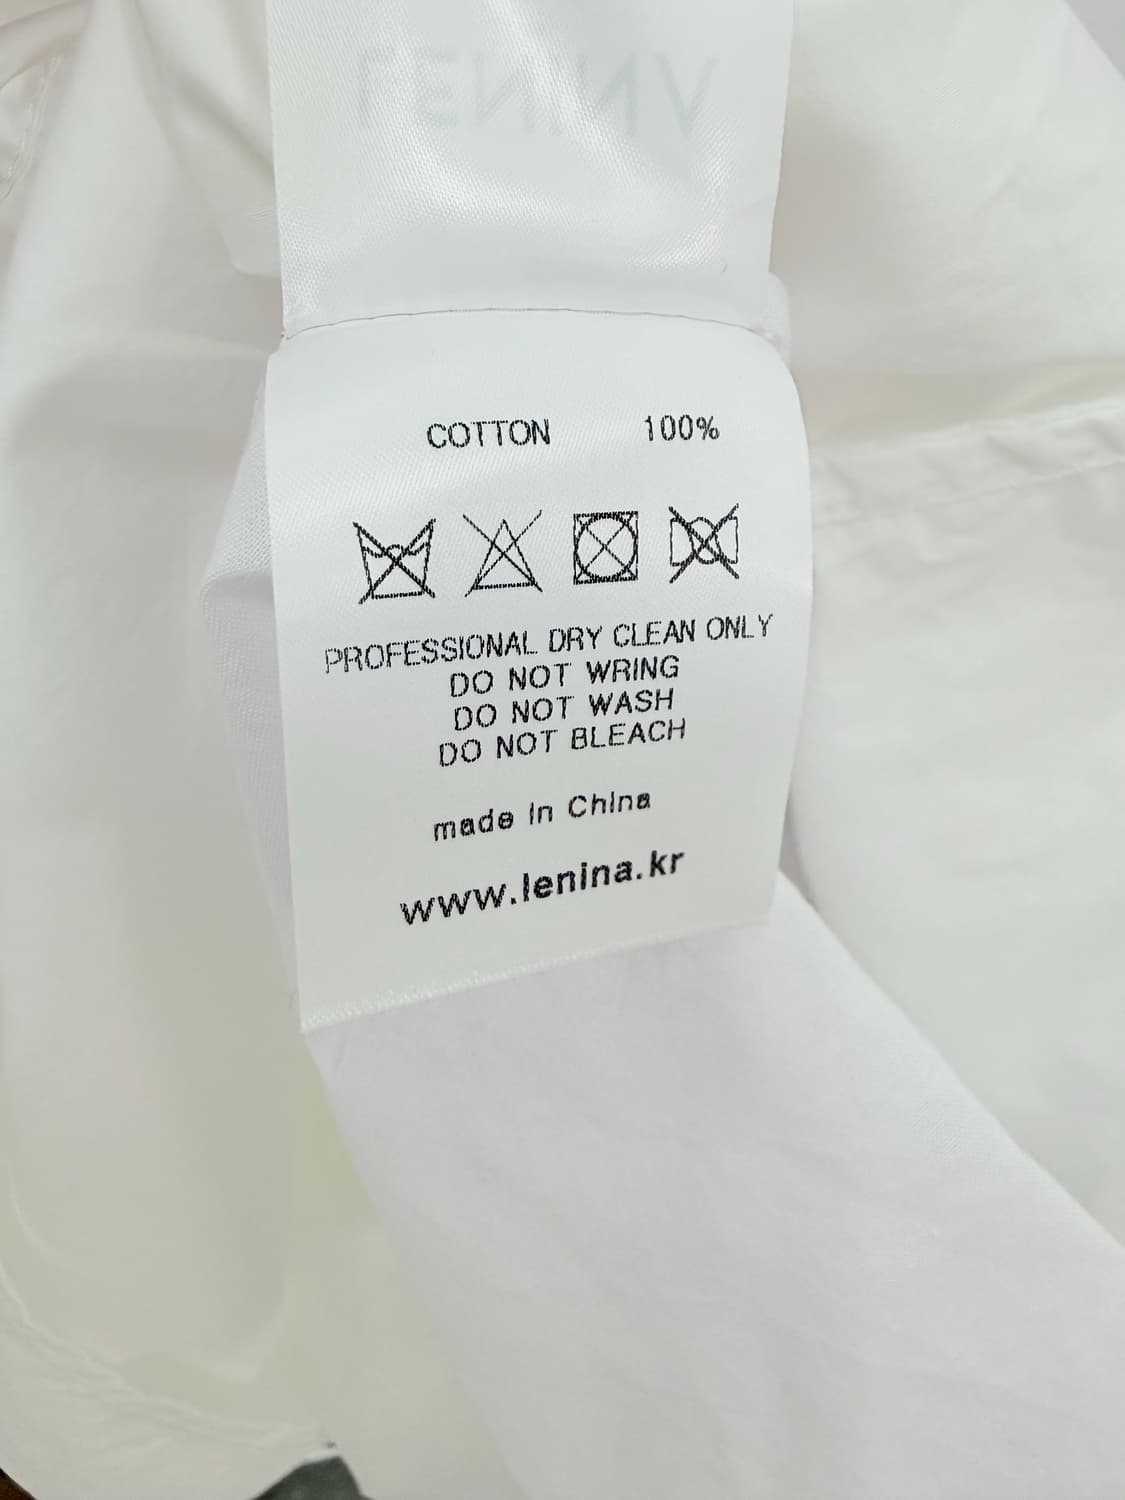 LENINA
COTTON 100%
PROFESSIONAL DRY CLEAN ONLY
DO NOT WRING
DO NOT WASH
DO NOT BLEACH
made in China
www.lenina.kr